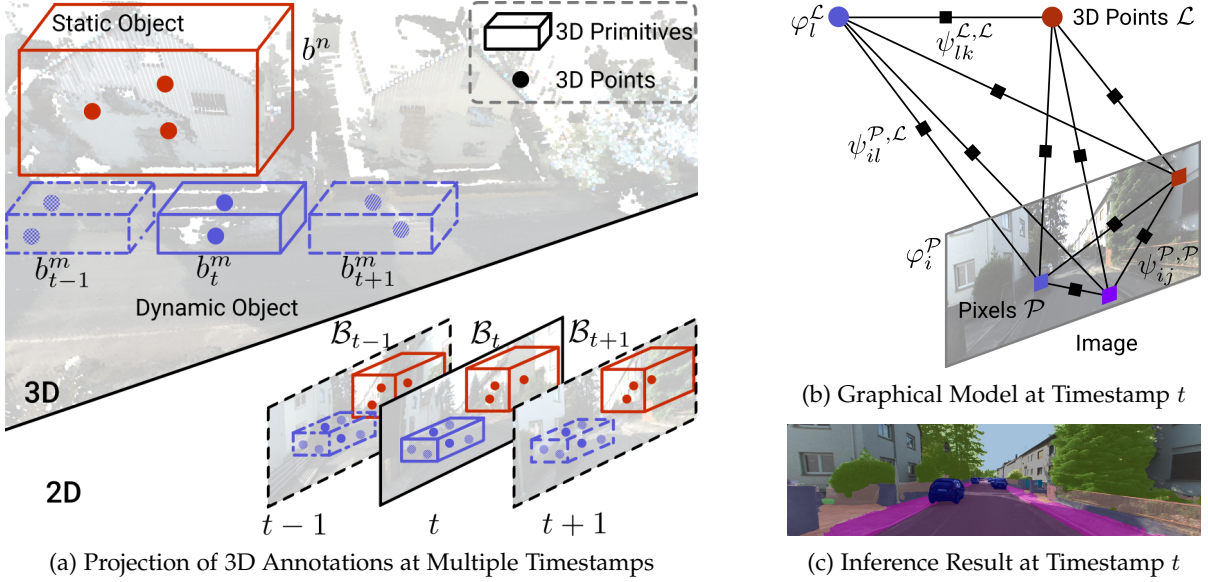 Static Object
b^n
3D Primitives
3D Points
b^m_{t-1}
b^m_t
b^m_{t+1}
Dynamic Object
3D
B_{t-1}
B_t
B_{t+1}
2D
t − 1
t
t + 1
(a) Projection of 3D Annotations at Multiple Timestamps
φ^L_l
ψ^{L,L}_{lk}
3D Points L
ψ^{P,L}_{il}
φ^P_i
ψ^{P,P}_{ij}
Pixels P
Image
(b) Graphical Model at Timestamp t
(c) Inference Result at Timestamp t